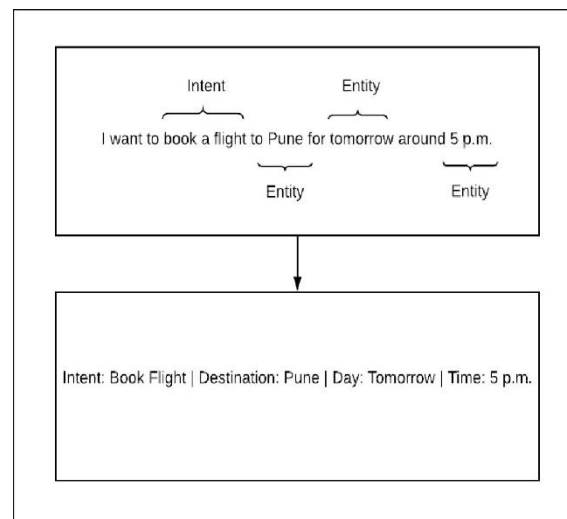 Intent Entity
I want to book a flight to Pune for tomorrow around 5 p.m.
Entity Entity
Intent: Book Flight | Destination: Pune | Day: Tomorrow | Time: 5 p.m.